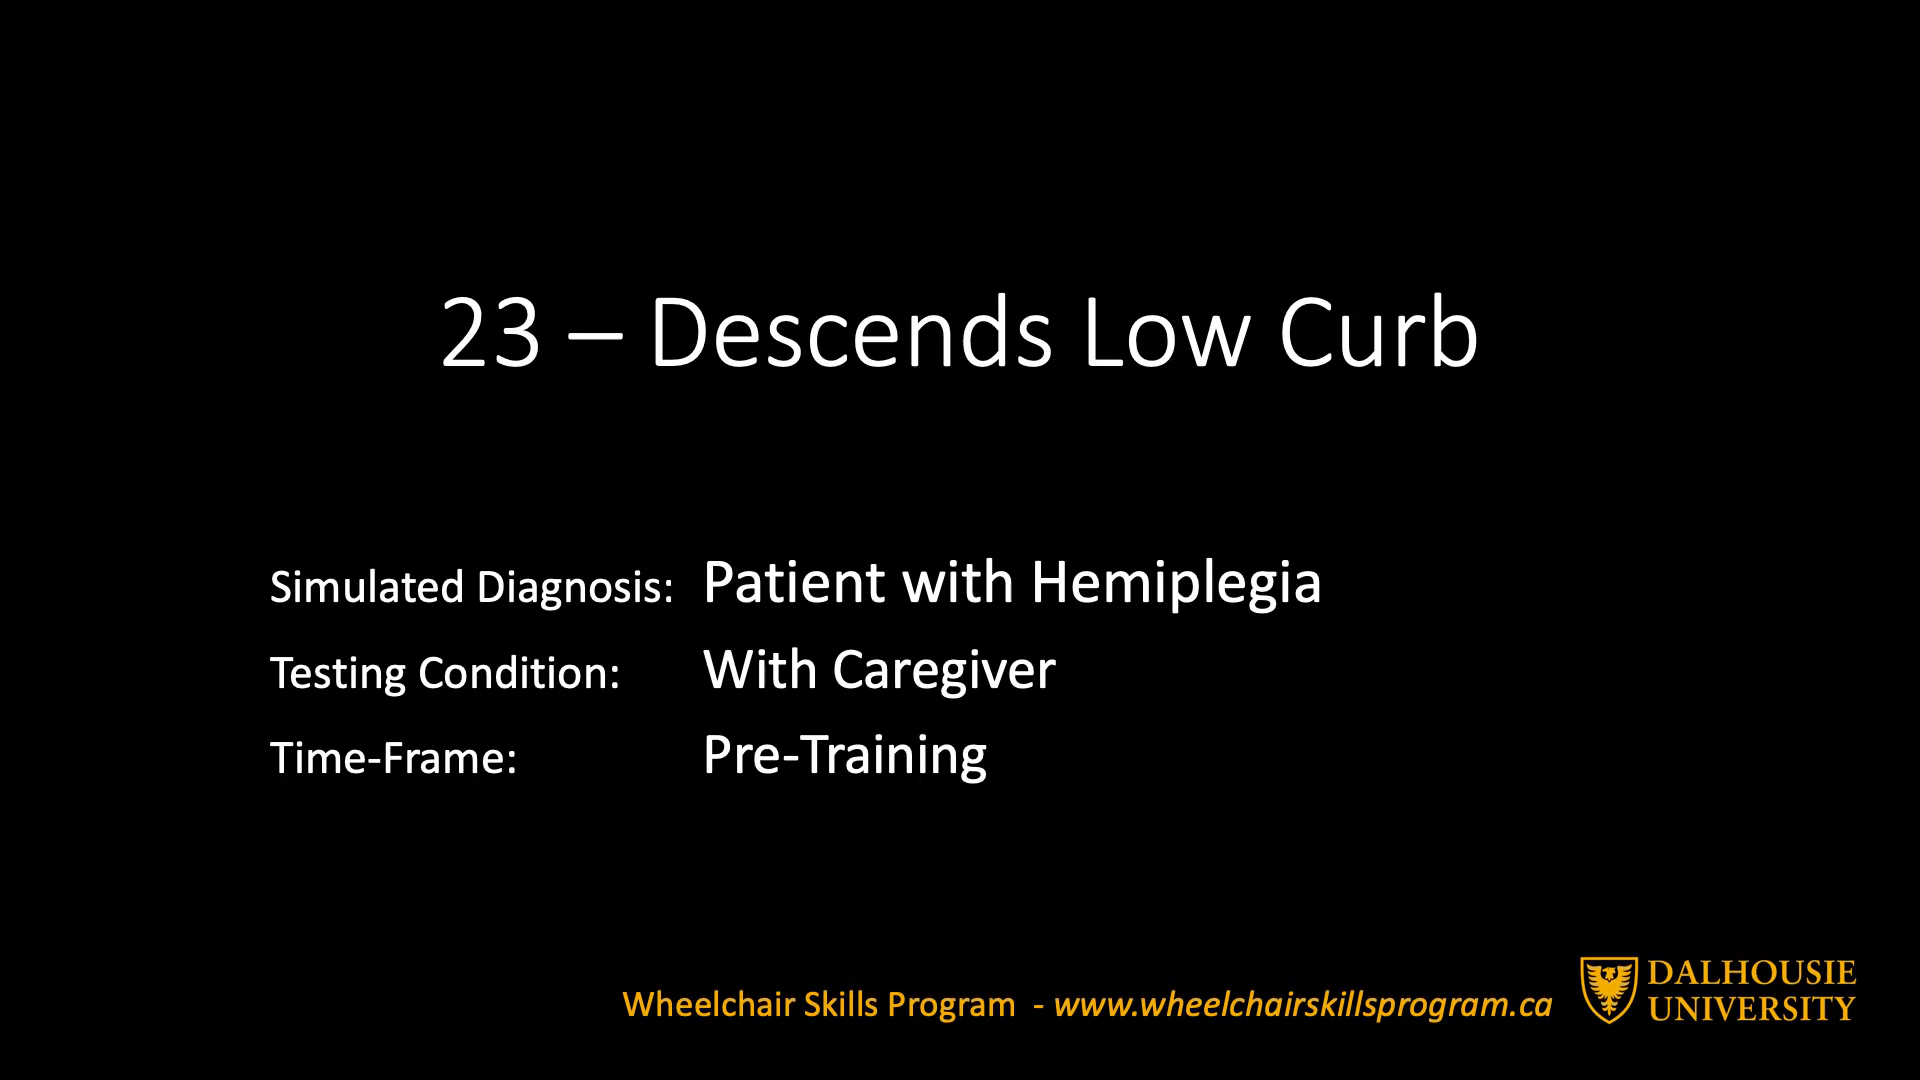 23 – Descends Low Curb
Simulated Diagnosis: Patient with Hemiplegia
Testing Condition: With Caregiver
Time-Frame: Pre-Training
Wheelchair Skills Program - www.wheelchairskillsprogram.ca
DALHOUSIE
UNIVERSITY